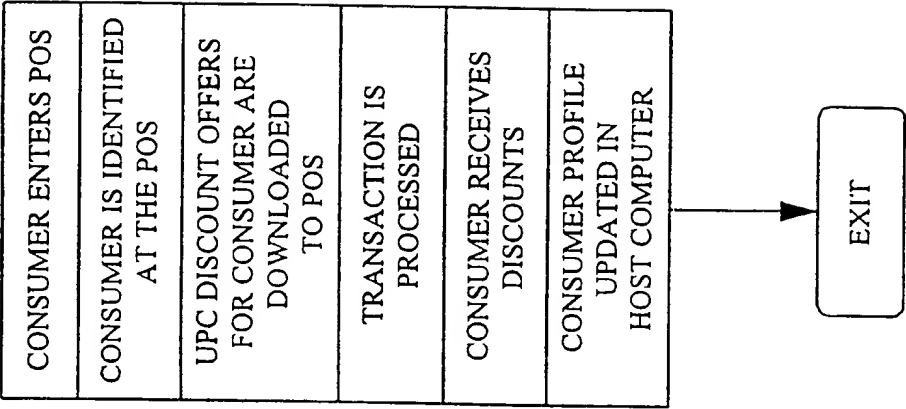 CONSUMER ENTERS POS
CONSUMER IS IDENTIFIED
AT THE POS
UPC DISCOUNT OFFERS
FOR CONSUMER ARE
DOWNLOADED
TO POS
TRANSACTION IS
PROCESSED
CONSUMER RECEIVES
DISCOUNTS
CONSUMER PROFILE
UPDATED IN
HOST COMPUTER
EXIT